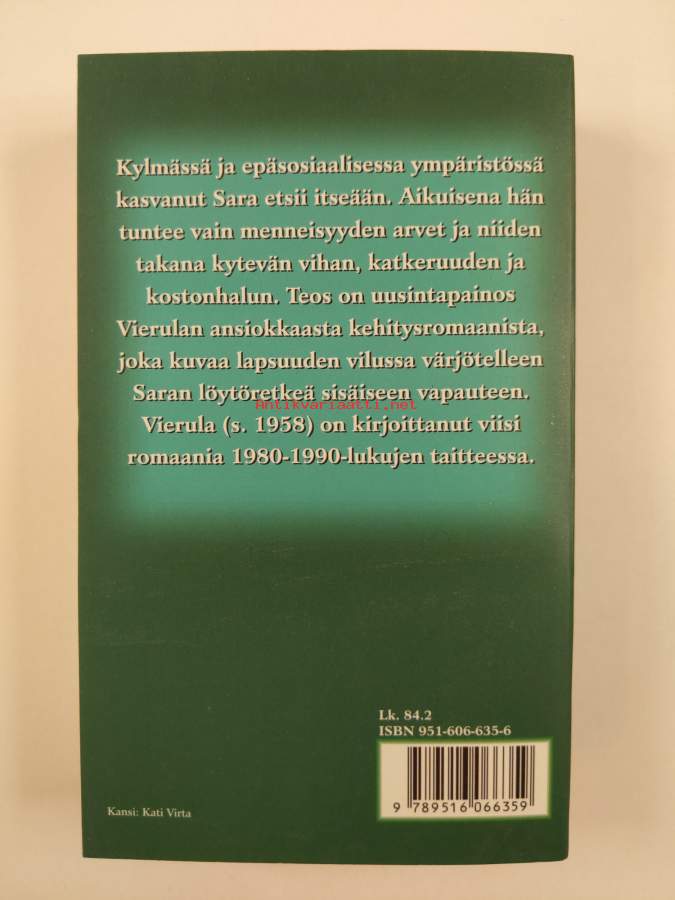 Kylmässä ja epäsosiaalisessa ympäristössä
kasvanut Sara etsii itseään. Aikuisena hän
tuntee vain menneisyyden arvet ja niiden
takana kytevän vihan, katkeruuden ja
kostonhalun. Teos on uusintapainos
Vierulan ansiokkaasta kehitysromaanista,
joka kuvaa lapsuuden vilussa värjötelleen
Saran löytöretkeä sisäiseen vapauteen.
Antikvariaatti.net
Vierula (s. 1958) on kirjoittanut viisi
romaania 1980-1990-lukujen taitteessa.
Lk. 84.2
ISBN 951-606-635-6
9 789516 066359
Kansi: Kati Virta